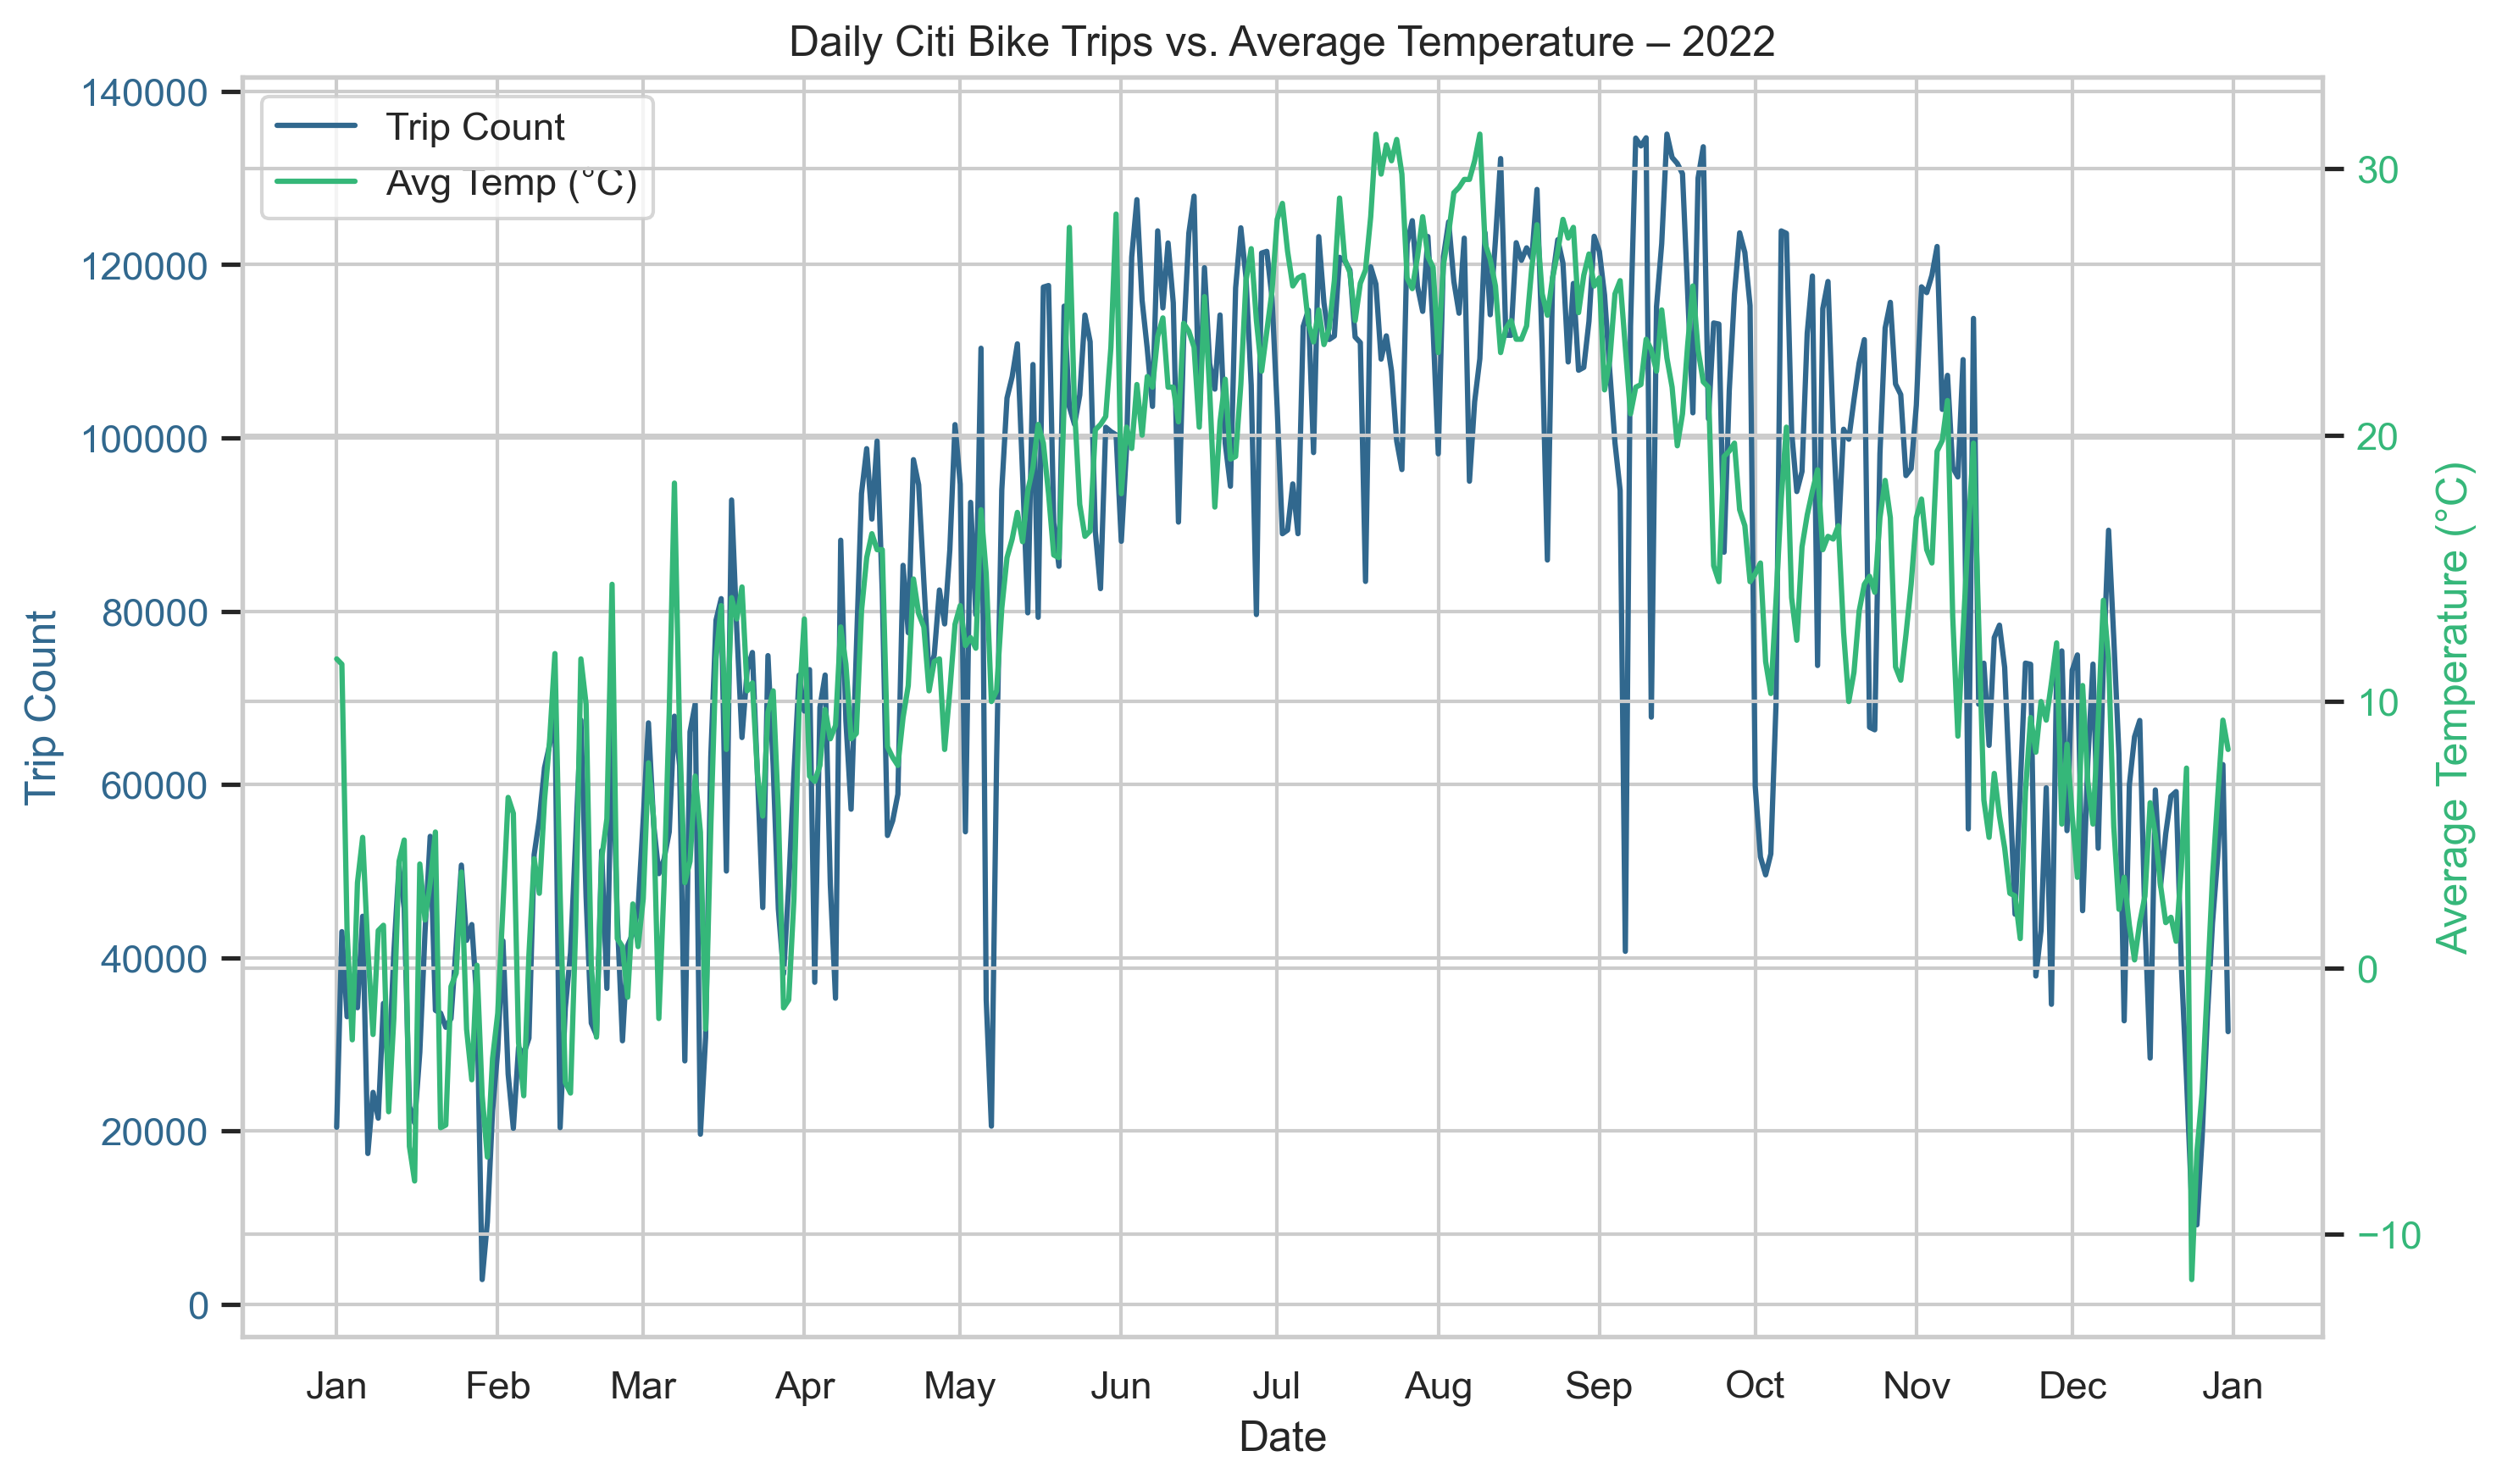 Daily Citi Bike Trips vs. Average Temperature – 2022
140000
120000
100000
80000
60000
40000
20000
0
Trip Count
Trip Count
Avg Temp (°C)
30
20
10
0
−10
Average Temperature (°C)
Jan Feb Mar Apr May Jun Jul Aug Sep Oct Nov Dec Jan
Date